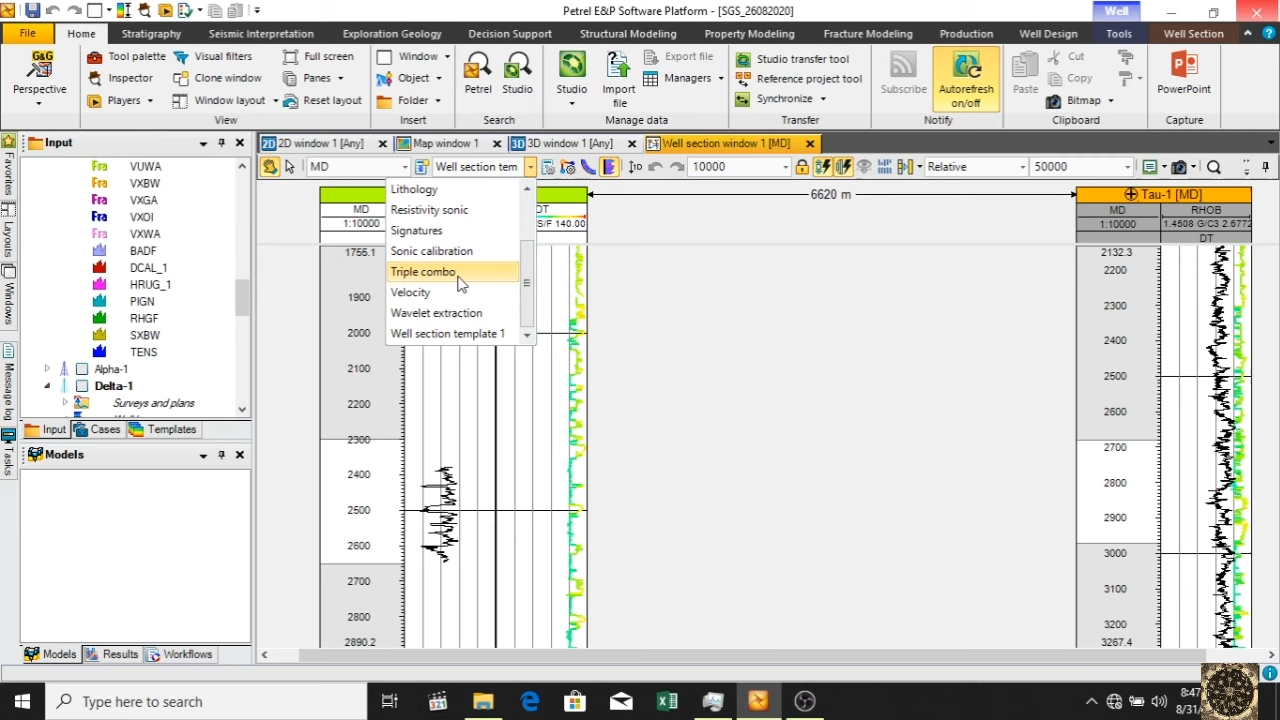 Petrel E&P Software Platform - [SGS_26082020]
Well
File
Home
Stratigraphy
Seismic Interpretation
Exploration Geology
Decision Support
Structural Modeling
Property Modeling
Fracture Modeling
Production
Well Design
Tools
Well Section
G&G
Perspective
Tool palette
Inspector
Players
Visual filters
Clone window
Window layout
Full screen
Panes
Reset layout
View
Window
Object
Folder
Insert
Petrel
Studio
Search
Studio
Import file
Export file
Managers
Manage data
Studio transfer tool
Reference project tool
Synchronize
Transfer
Subscribe
Autorefresh on/off
Notify
Paste
Cut
Copy
Bitmap
Clipboard
PowerPoint
Capture
Favorites
Layouts
Windows
Message log
Tasks
Input
2D window 1 [Any]
Map window 1
3D window 1 [Any]
Well section window 1 [MD]
MD
Well section tem
10000
Relative
50000
Fra VUWA
Fra VXBW
Fra VXGA
Fra VXOI
Fra VXWA
BADF
DCAL_1
HRUG_1
PIGN
RHGF
SXBW
TENS
Alpha-1
Delta-1
Surveys and plans
Input
Cases
Templates
Models
Models
Results
Workflows
Lithology
Resistivity sonic
Signatures
Sonic calibration
Triple combo
Velocity
Wavelet extraction
Well section template 1
MD
1:10000
DT
S/F 140.00
1755.1
1900
2000
2100
2200
2300
2400
2500
2600
2700
2800
2890.2
6620 m
Tau-1 [MD]
MD
1:10000
RHOB
1.4508 G/C3 2.6772
DT
2132.3
2200
2300
2400
2500
2600
2700
2800
2900
3000
3100
3200
3267.4
Type here to search
321
8:47
8/31/